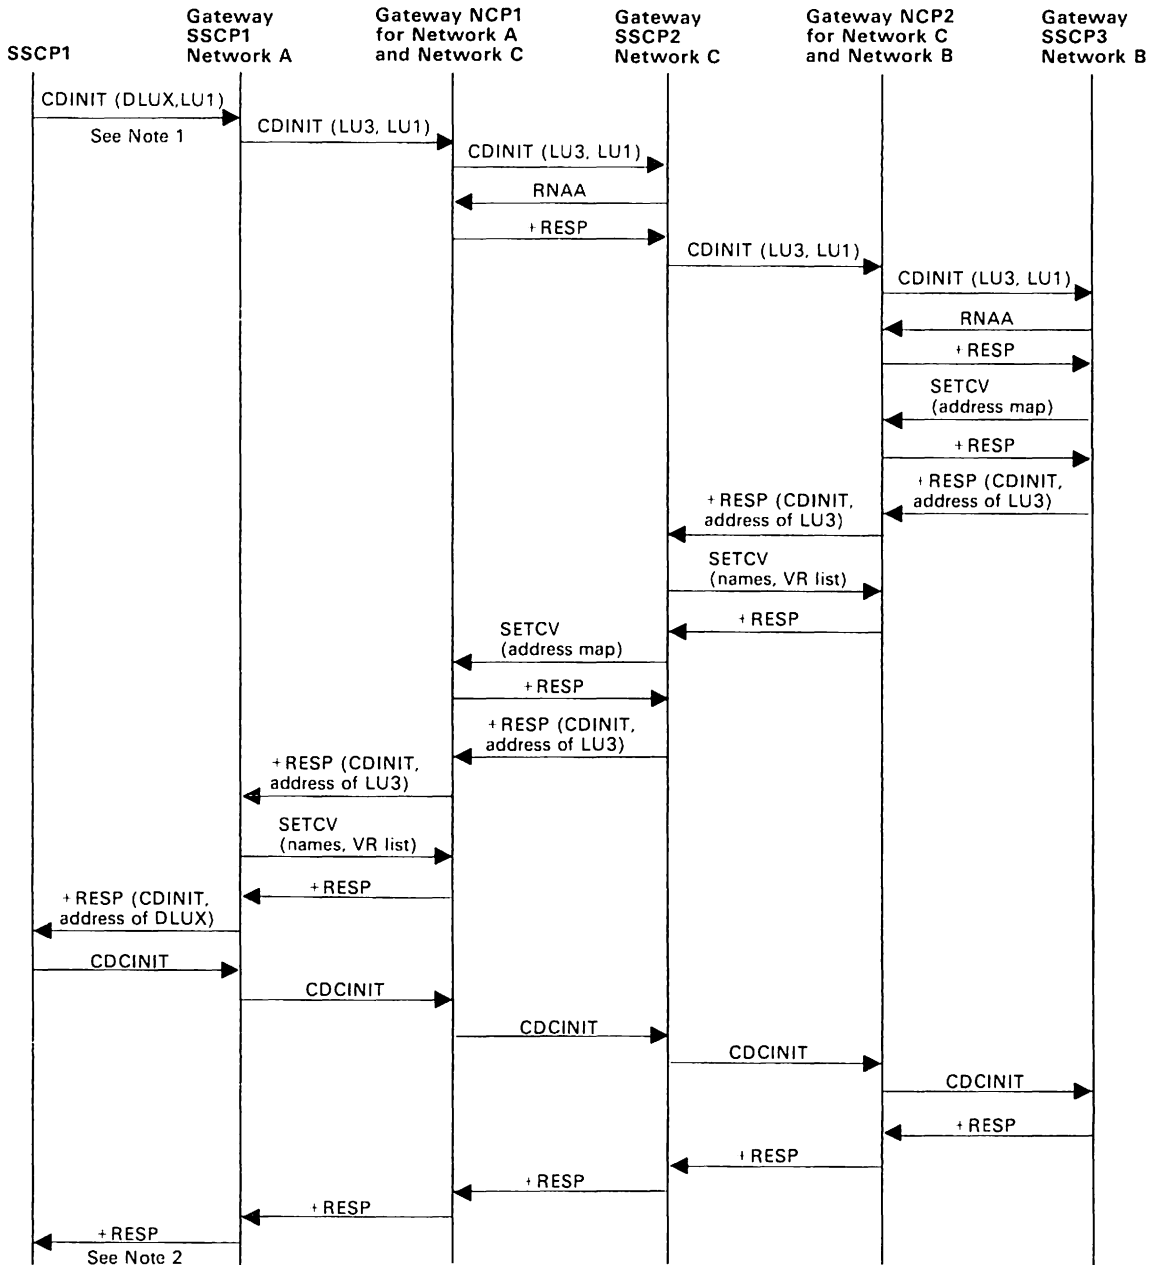 SSCP1
Gateway
SSCP1
Network A
Gateway NCP1
for Network A
and Network C
Gateway
SSCP2
Network C
Gateway NCP2
for Network C
and Network B
Gateway
SSCP3
Network B
CDINIT (DLUX,LU1)
See Note 1
CDINIT (LU3, LU1)
CDINIT (LU3, LU1)
RNAA
+RESP
CDINIT (LU3, LU1)
CDINIT (LU3, LU1)
RNAA
+RESP
SETCV
(address map)
+RESP
+RESP (CDINIT,
address of LU3)
+RESP (CDINIT,
address of LU3)
SETCV
(names, VR list)
+RESP
SETCV
(address map)
+RESP
+RESP (CDINIT,
address of LU3)
+RESP (CDINIT,
address of LU3)
SETCV
(names, VR list)
+RESP
+RESP (CDINIT,
address of DLUX)
CDCINIT
CDCINIT
CDCINIT
CDCINIT
CDCINIT
+RESP
+RESP
+RESP
+RESP
+RESP
See Note 2